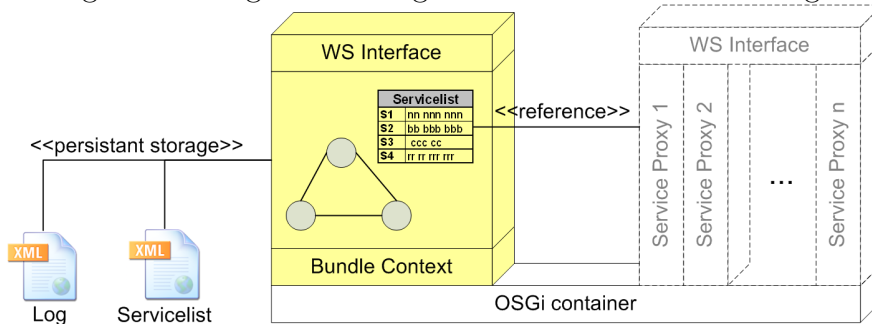 WS Interface
WS Interface
Servicelist
S1 nn nnn nnn
S2 bb bbb bbb
S3 ccc cc
S4 rr rr rrr rrr
<<reference>>
<<persistant storage>>
Service Proxy 1
Service Proxy 2
...
Service Proxy n
XML
XML
Bundle Context
OSGi container
Log
Servicelist